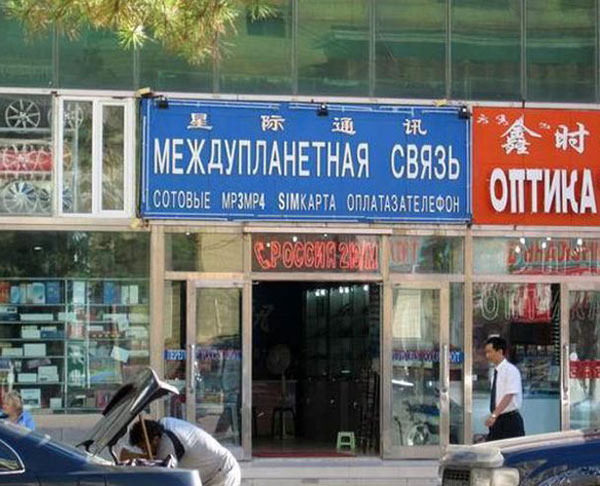 星际通讯
МЕЖДУПЛАНЕТНАЯ СВЯЗЬ
СОТОВЫЕ MP3MP4 SIMКАРТА ОПЛАТАЗАТЕЛЕФОН
鑫时
ОПТИКА
РОССИЯ